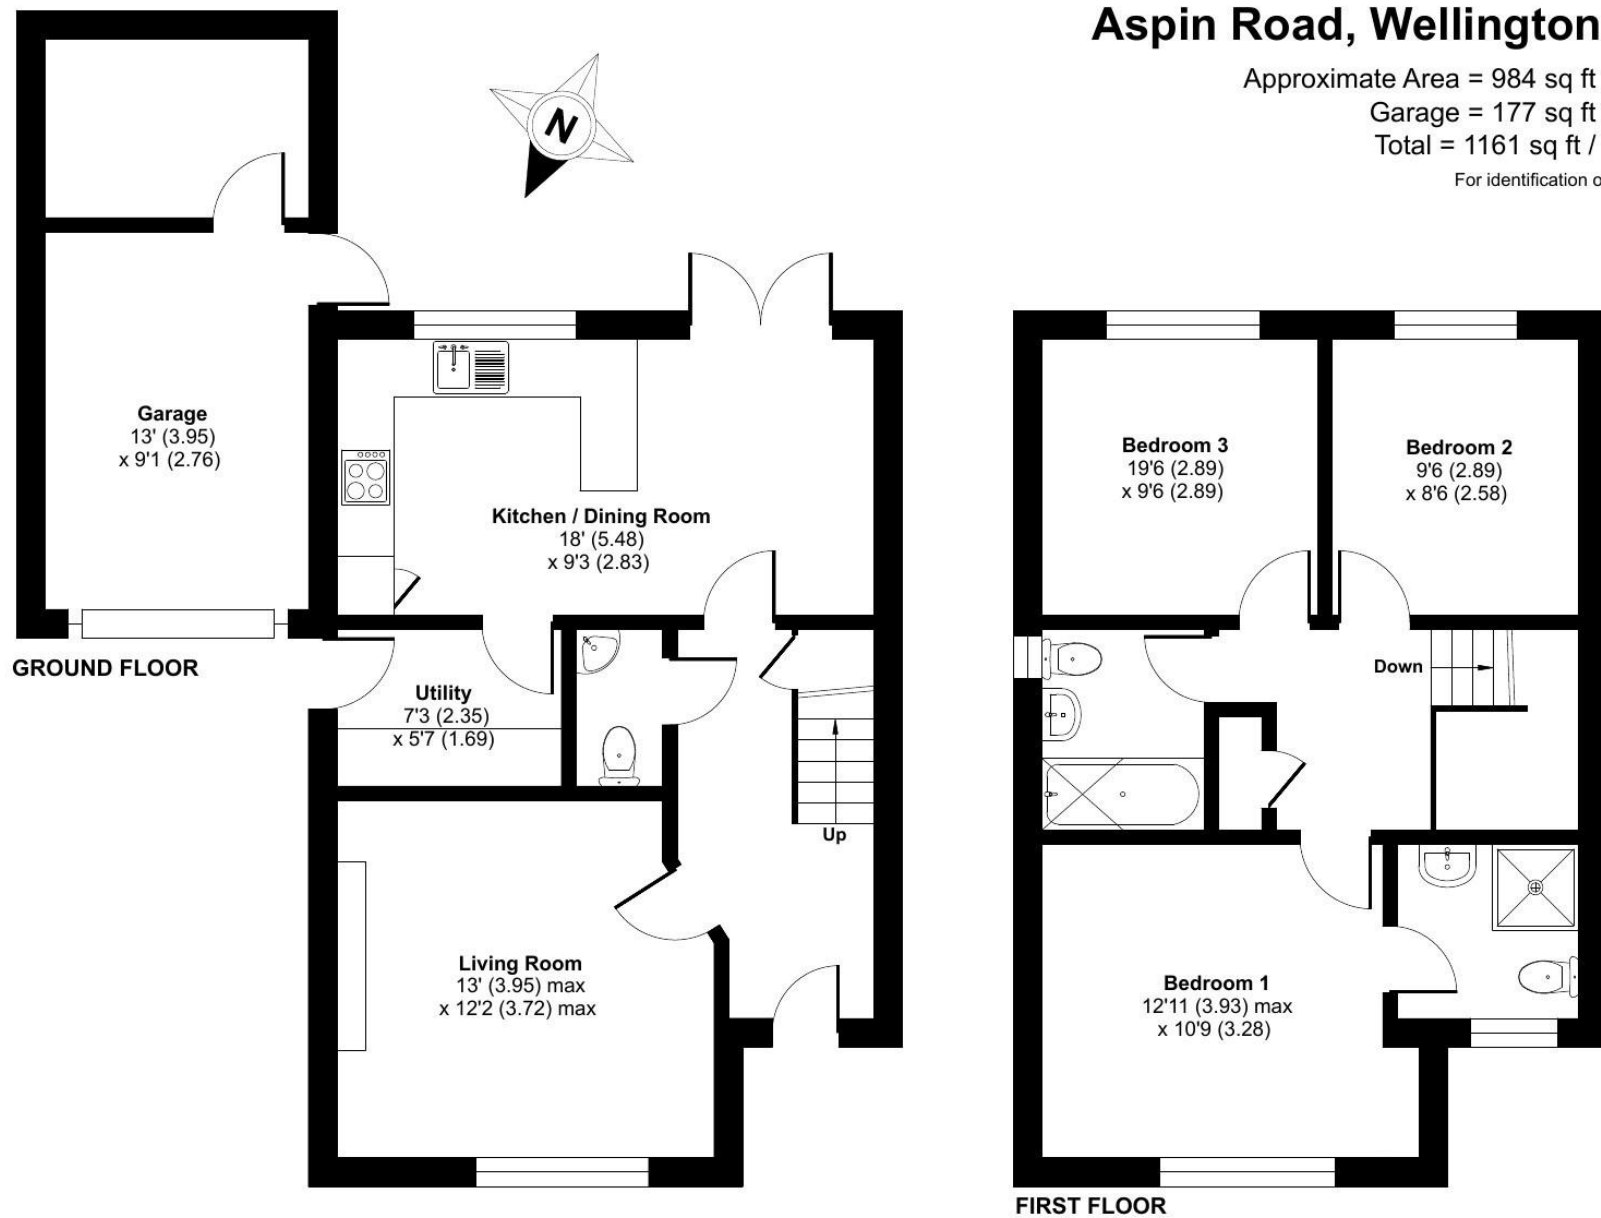 Aspin Road, Wellington
Approximate Area = 984 sq ft
Garage = 177 sq ft
Total = 1161 sq ft /
For identification
N
Garage
13' (3.95)
x 9'1 (2.76)
Kitchen / Dining Room
18' (5.48)
x 9'3 (2.83)
GROUND FLOOR
Utility
7'3 (2.35)
x 5'7 (1.69)
Up
Living Room
13' (3.95) max
x 12'2 (3.72) max
Bedroom 3
19'6 (2.89)
x 9'6 (2.89)
Bedroom 2
9'6 (2.89)
x 8'6 (2.58)
Down
Bedroom 1
12'11 (3.93) max
x 10'9 (3.28)
FIRST FLOOR